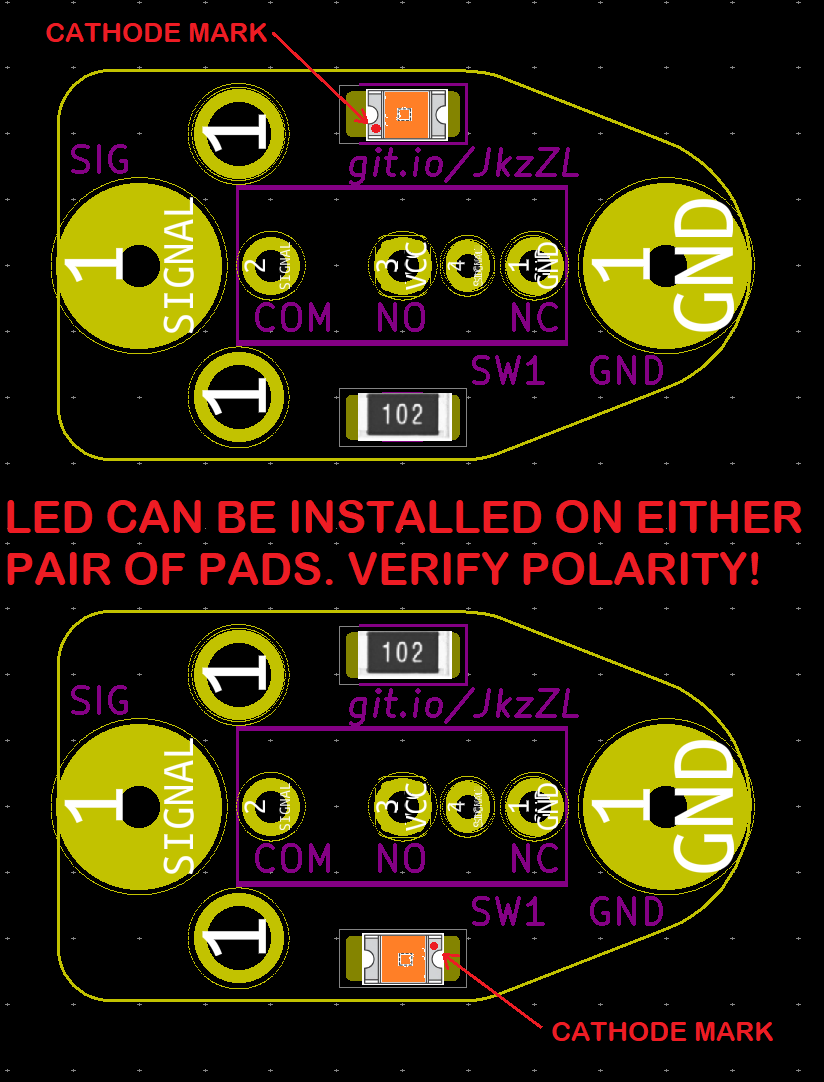 CATHODE MARK
1
SIG
git.io/JkzZL
1
SIGNAL
2
SIGNAL
3
VCC
4
SIGNAL
1
GND
1
GND
COM NO NC
SW1 GND
1
102
LED CAN BE INSTALLED ON EITHER
PAIR OF PADS. VERIFY POLARITY!
102
1
SIG
git.io/JkzZL
1
SIGNAL
2
SIGNAL
3
VCC
4
SIGNAL
1
GND
1
GND
COM NO NC
SW1 GND
1
CATHODE MARK